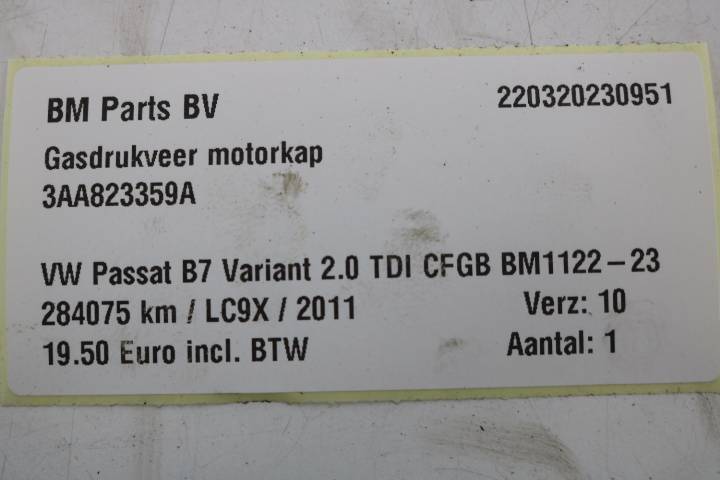 BM Parts BV 220320230951
Gasdrukveer motorkap
3AA823359A
VW Passat B7 Variant 2.0 TDI CFGB BM1122-23
284075 km / LC9X / 2011 Verz: 10
19.50 Euro incl. BTW Aantal: 1